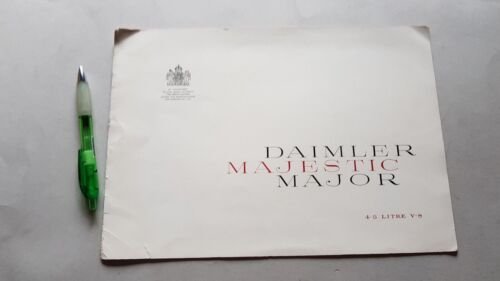 DAIMLER
MAJESTIC
MAJOR
4·5 LITRE V-8